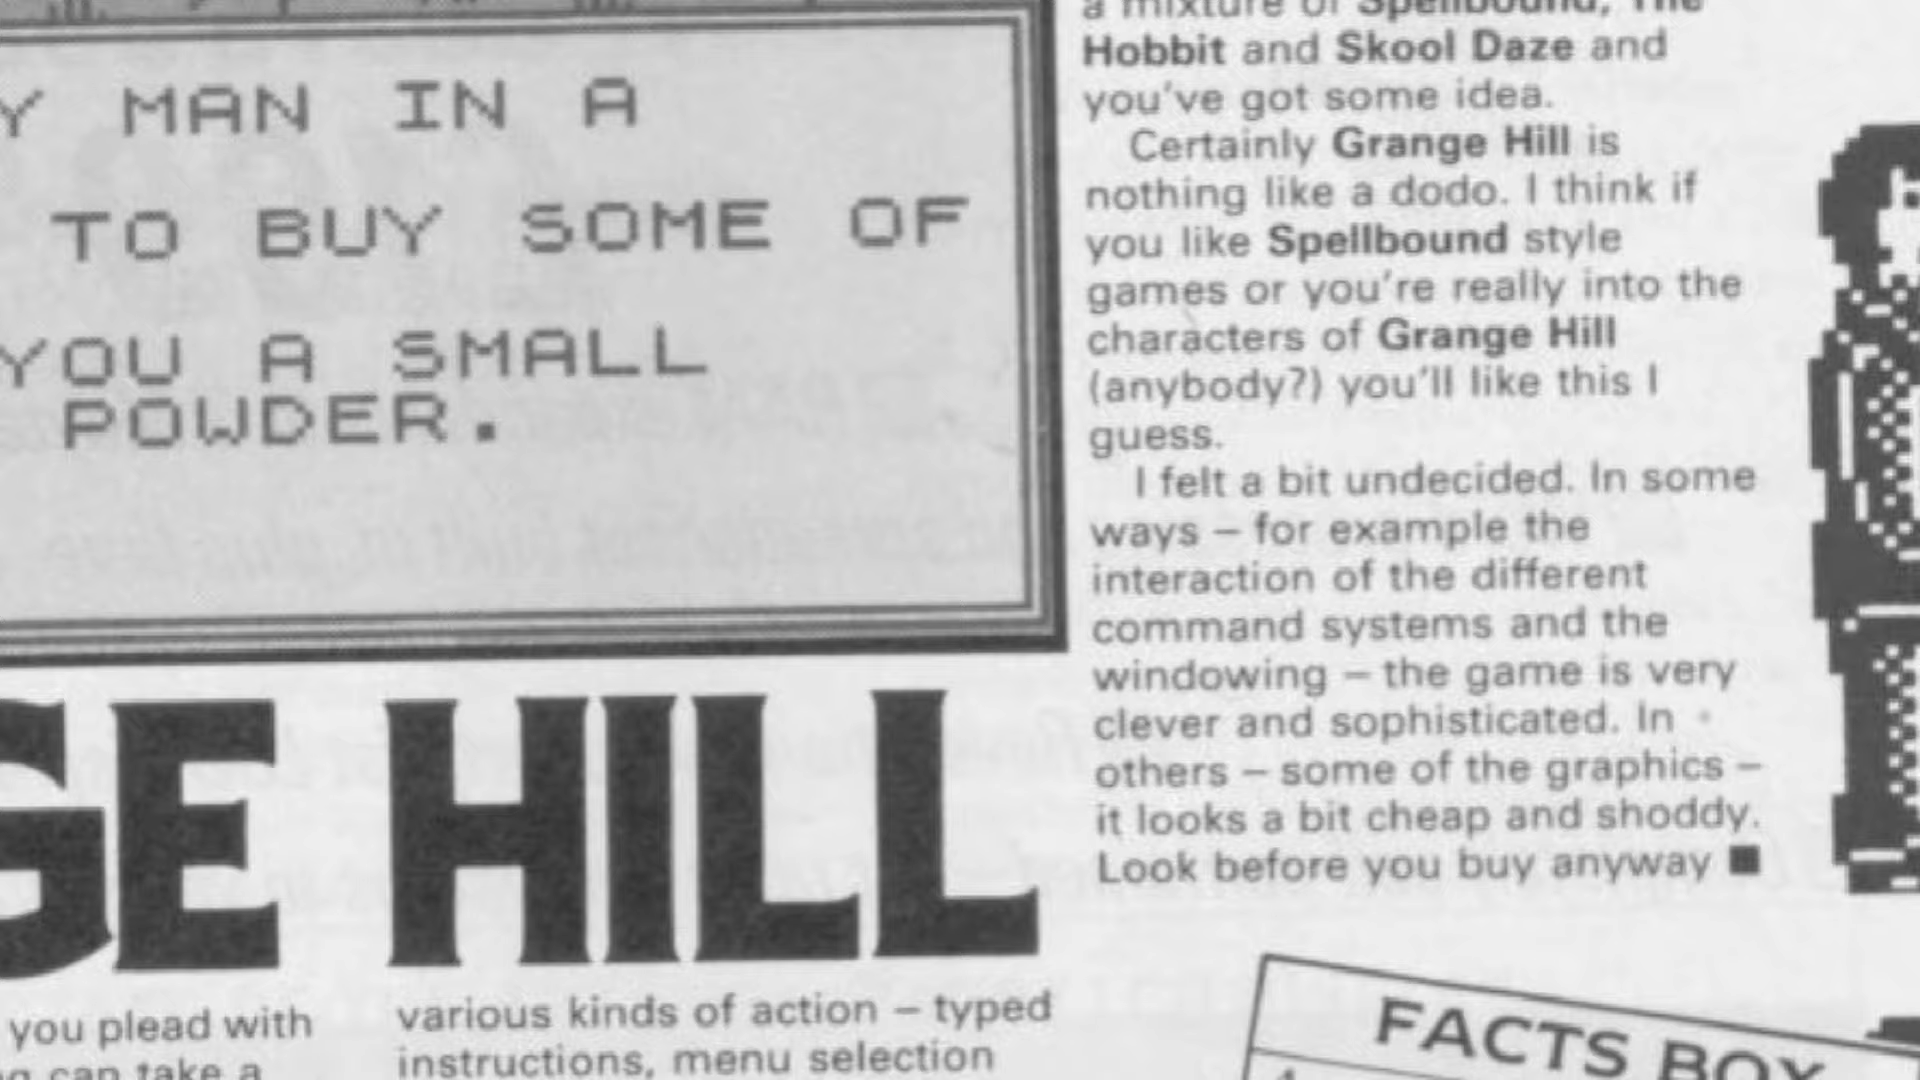 Y MAN IN A
TO BUY SOME OF
YOU A SMALL
POWDER.
GE HILL
you plead with
can take a
various kinds of action – typed
instructions, menu selection
a mixture of Spellbound, The
Hobbit and Skool Daze and
you've got some idea.
Certainly Grange Hill is
nothing like a dodo. I think if
you like Spellbound style
games or you're really into the
characters of Grange Hill
(anybody?) you'll like this I
guess.
I felt a bit undecided. In some
ways – for example the
interaction of the different
command systems and the
windowing – the game is very
clever and sophisticated. In
others – some of the graphics –
it looks a bit cheap and shoddy.
Look before you buy anyway ■
FACTS BOX